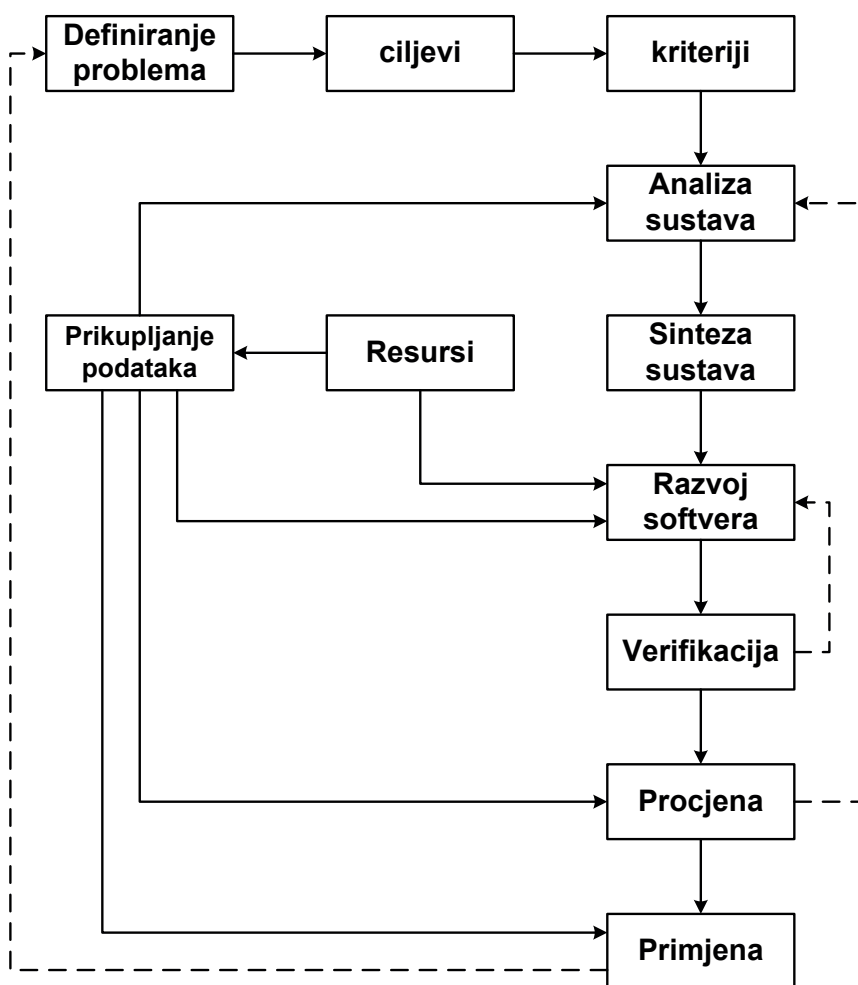 Definiranje
problema
ciljevi
kriteriji
Analiza
sustava
Prikupljanje
podataka
Resursi
Sinteza
sustava
Razvoj
softvera
Verifikacija
Procjena
Primjena